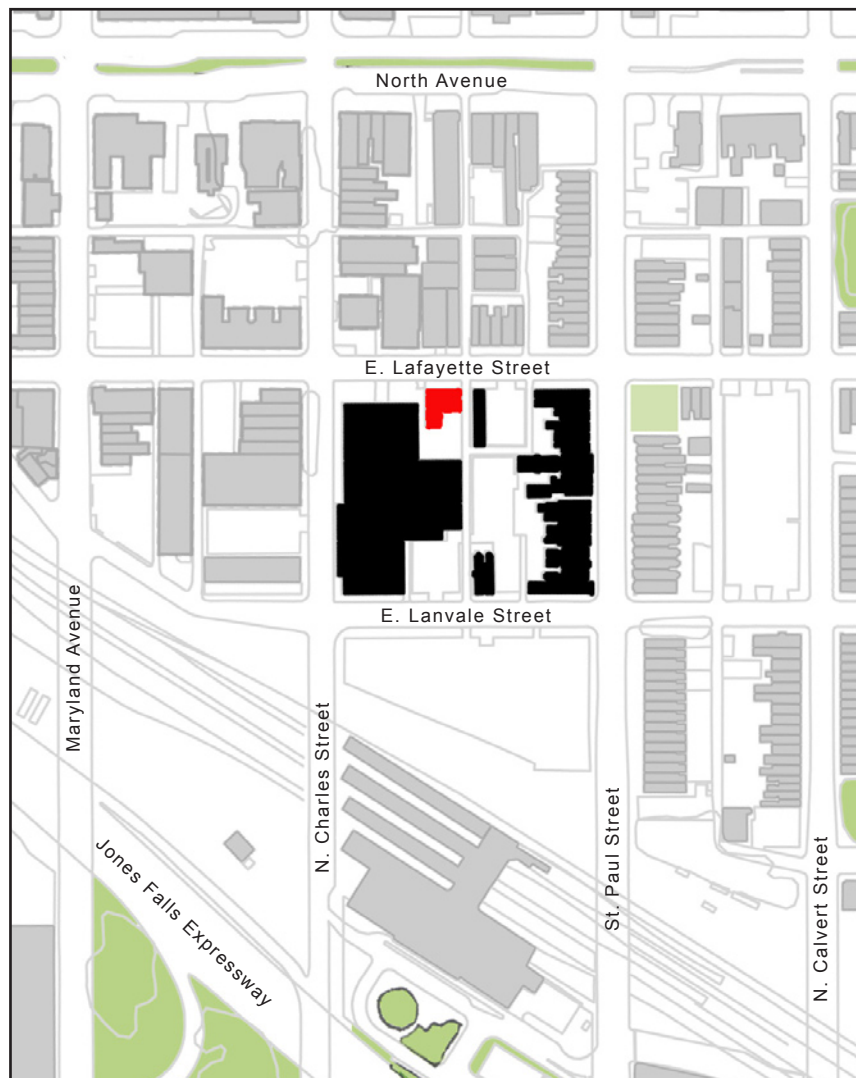 North Avenue
E. Lafayette Street
E. Lanvale Street
Maryland Avenue
N. Charles Street
St. Paul Street
N. Calvert Street
Jones Falls Expressway